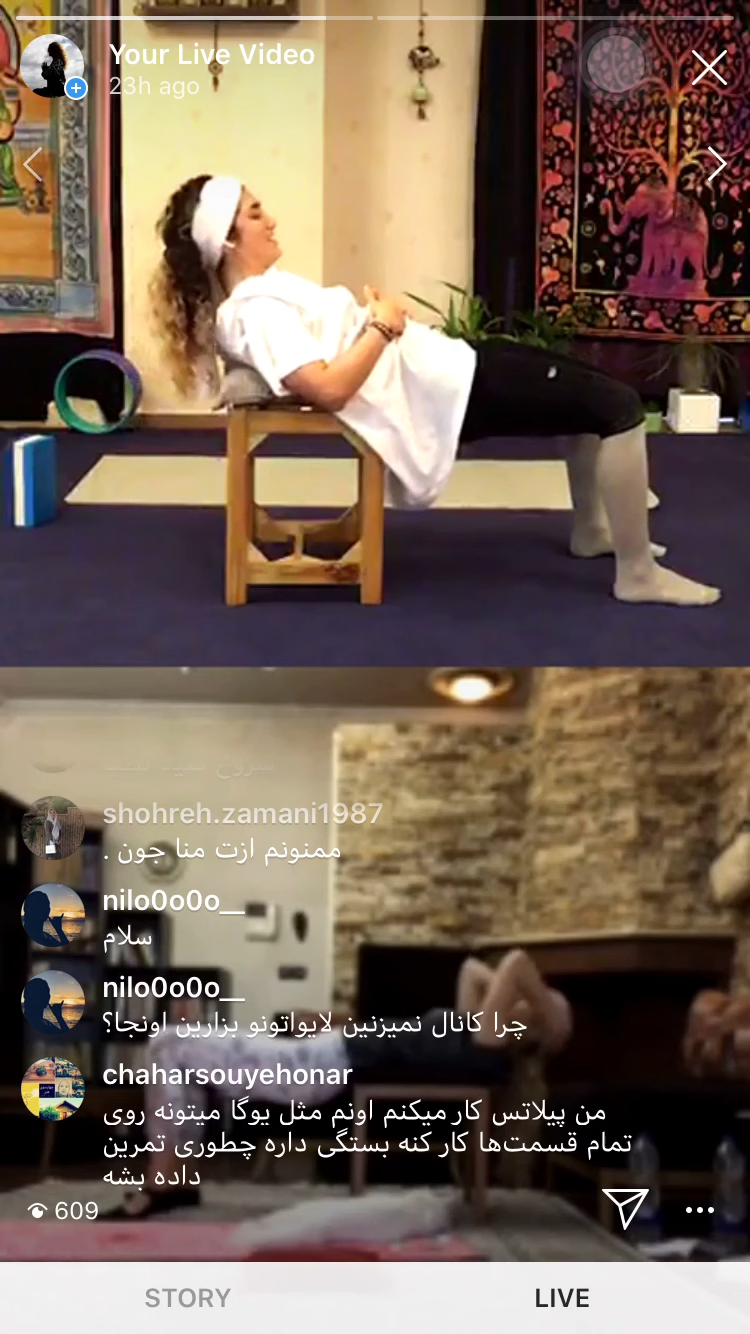 Your Live Video
23h ago
shohreh.zamani1987
ممنونم ازت منا جون .
nilo0o0o__
سلام
nilo0o0o__
چرا کانال نمیزنین لایواتونو بزارین اونجا؟
chaharsouyehonar
من پیلاتس کار میکنم اونم مثل یوگا میتونه روی
تمام قسمت‌ها کار کنه بستگی داره چطوری تمرین
داده بشه
609
STORY
LIVE